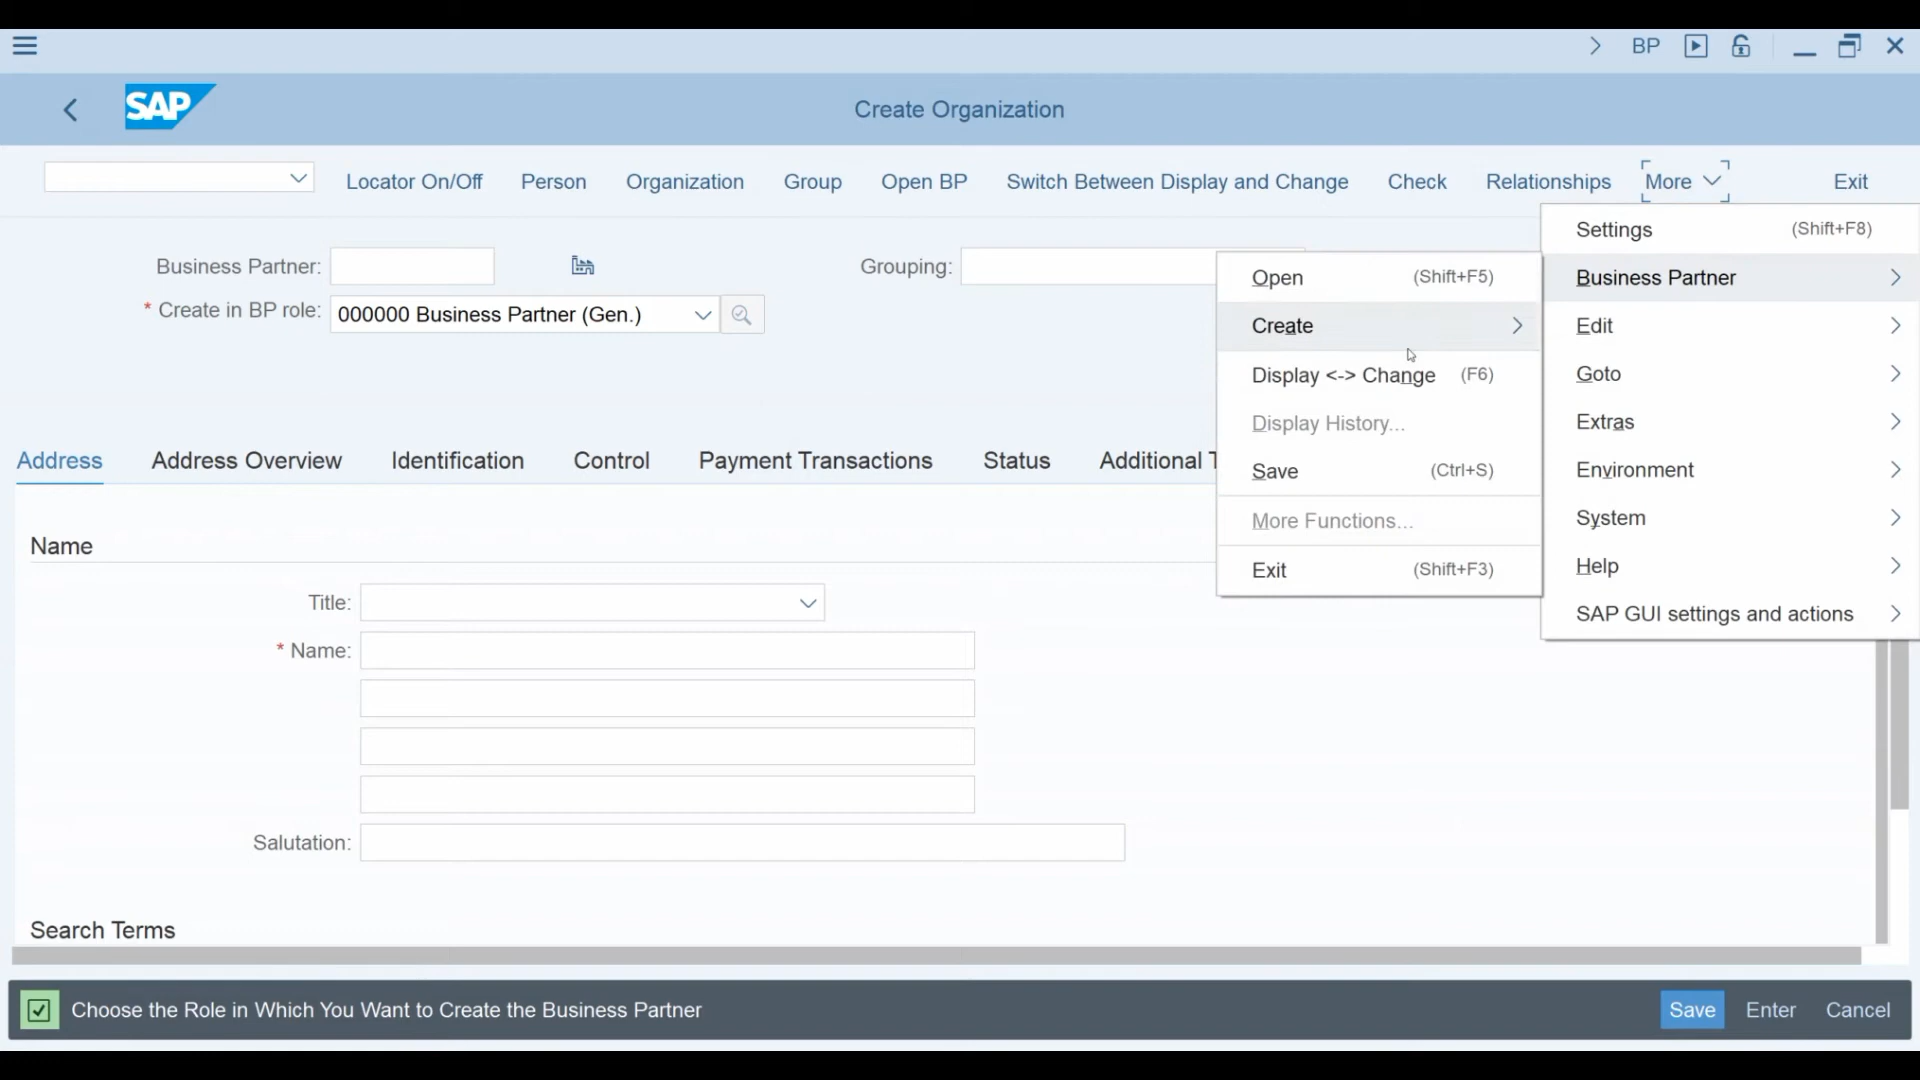 BP
SAP
Create Organization
Locator On/Off Person Organization Group Open BP Switch Between Display and Change Check Relationships More Exit
Settings (Shift+F8)
Business Partner
Edit
Goto
Extras
Environment
System
Help
SAP GUI settings and actions
Open (Shift+F5)
Create
Display <-> Change (F6)
Display History...
Save (Ctrl+S)
More Functions...
Exit (Shift+F3)
Business Partner: Grouping:
* Create in BP role: 000000 Business Partner (Gen.)
Address Address Overview Identification Control Payment Transactions Status Additional T
Name
Title:
* Name:
Salutation:
Search Terms
Choose the Role in Which You Want to Create the Business Partner Save Enter Cancel